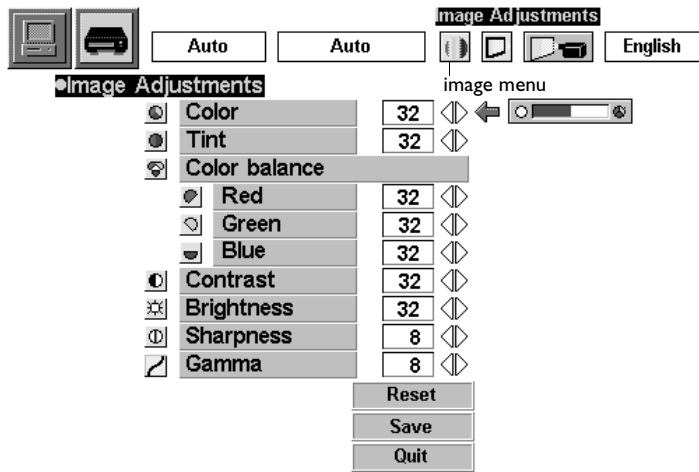 Image Adjustments
Auto
Auto
English
image menu
Image Adjustments
Color 32
Tint 32
Color balance
Red 32
Green 32
Blue 32
Contrast 32
Brightness 32
Sharpness 8
Gamma 8
Reset
Save
Quit